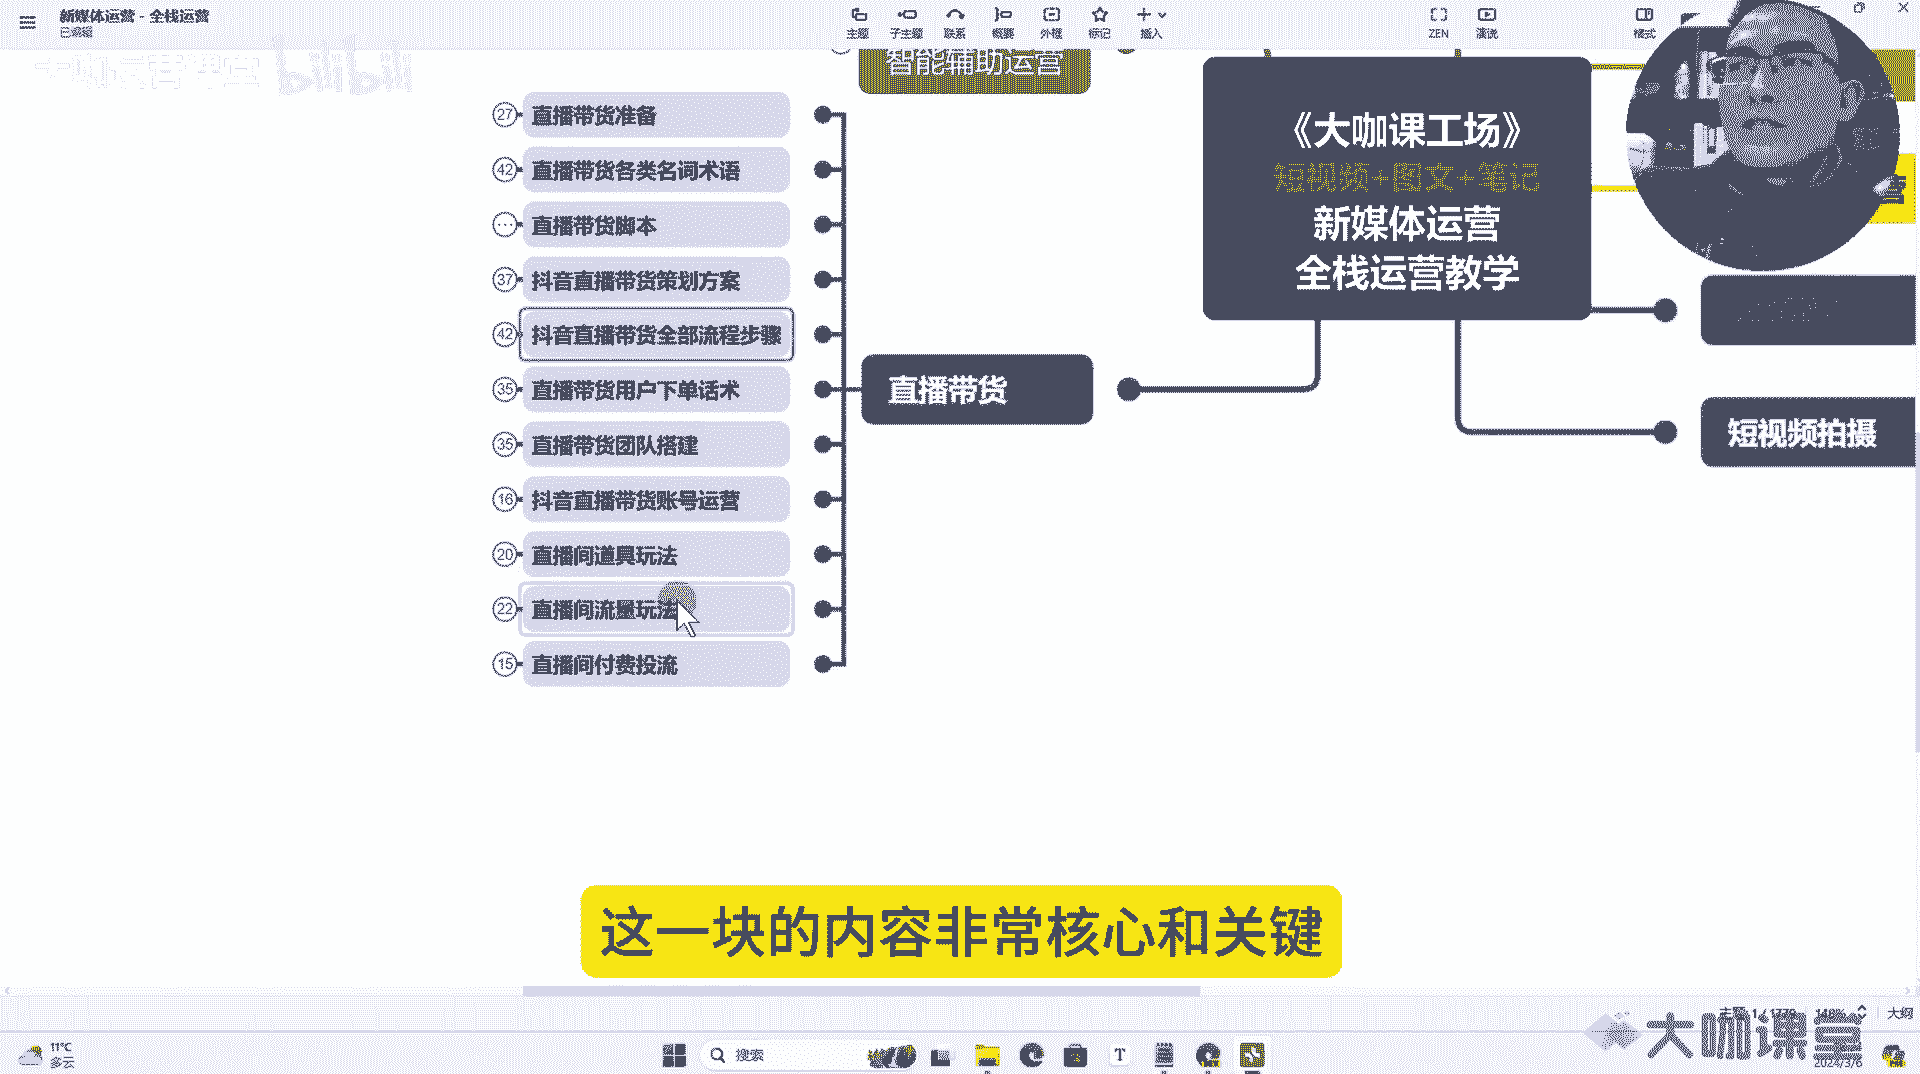 新媒体运营 - 全栈运营
已编辑
主题
子主题
联系
概要
外框
标记
插入
ZEN
演说
格式
bilibili
智能辅助运营
27 直播带货准备
42 直播带货各类名词术语
直播带货脚本
37 抖音直播带货策划方案
42 抖音直播带货全部流程步骤
35 直播带货用户下单话术
35 直播带货团队搭建
16 抖音直播带货账号运营
20 直播间道具玩法
22 直播间流量玩法
15 直播间付费投流
直播带货
《大咖课工场》
短视频+图文+笔记
新媒体运营
全栈运营教学
短视频拍摄
这一块的内容非常核心和关键
148%
大纲
大咖课堂
11°C
多云
搜索
2024/3/6